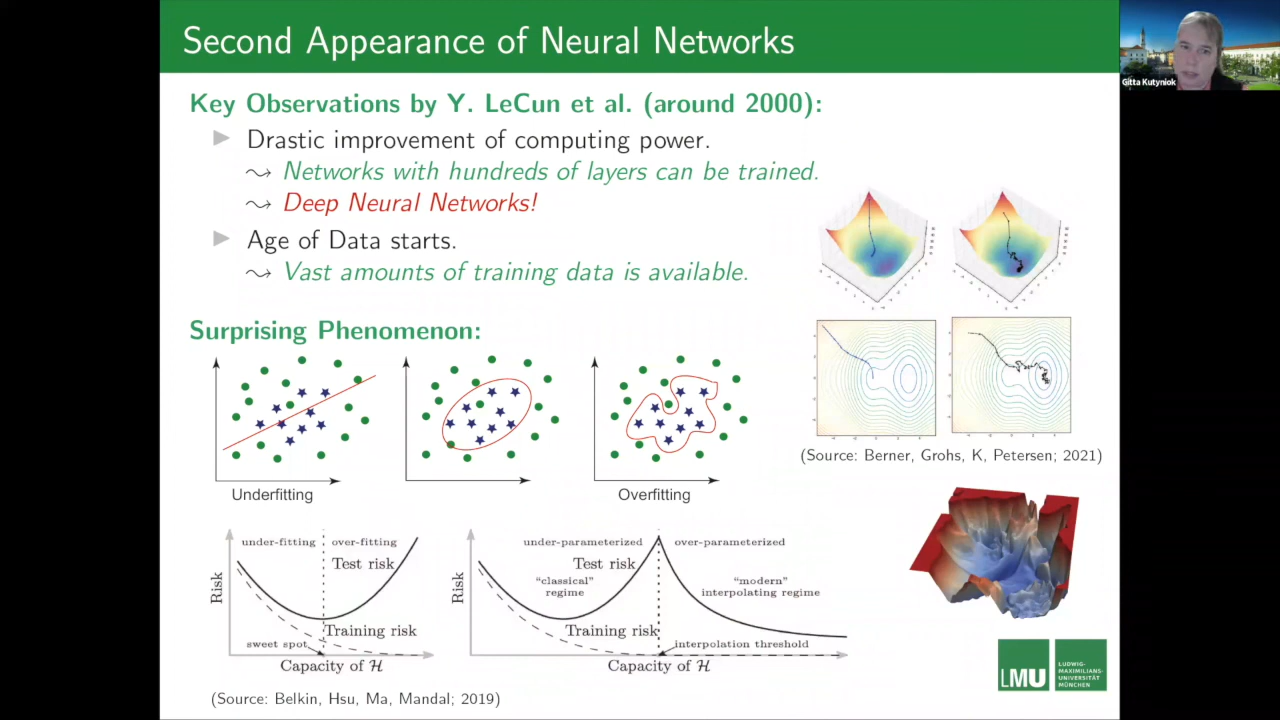 Second Appearance of Neural Networks
Gitta Kutyniok
Key Observations by Y. LeCun et al. (around 2000):
Drastic improvement of computing power.
⤳ Networks with hundreds of layers can be trained.
⤳ Deep Neural Networks!
Age of Data starts.
⤳ Vast amounts of training data is available.
Surprising Phenomenon:
Underfitting
Overfitting
(Source: Berner, Grohs, K, Petersen; 2021)
under-fitting
over-fitting
Test risk
Risk
Training risk
sweet spot
Capacity of H
under-parameterized
over-parameterized
Test risk
"classical"
regime
"modern"
interpolating regime
Risk
Training risk
interpolation threshold
Capacity of H
(Source: Belkin, Hsu, Ma, Mandal; 2019)
LMU
LUDWIG-
MAXIMILIANS-
UNIVERSITÄT
MÜNCHEN